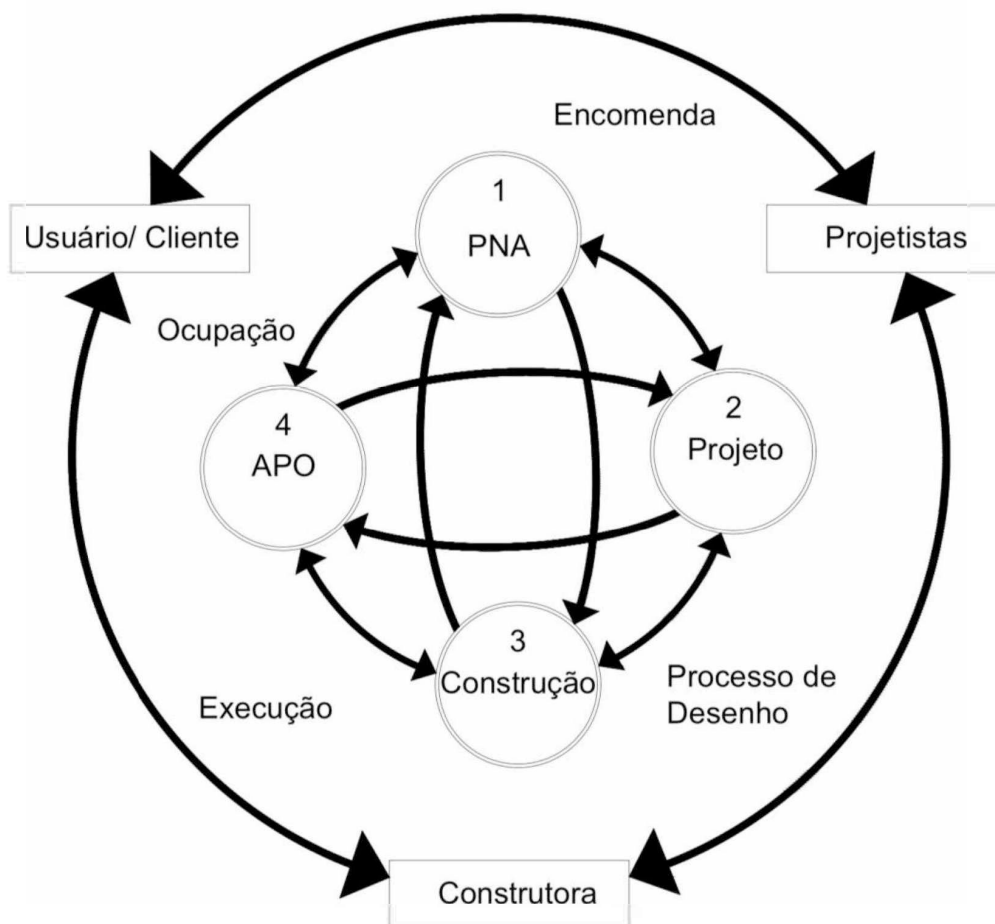 Encomenda
Usuário/ Cliente
Projetistas
1
PNA
Ocupação
2
Projeto
4
APO
3
Construção
Execução
Processo de
Desenho
Construtora